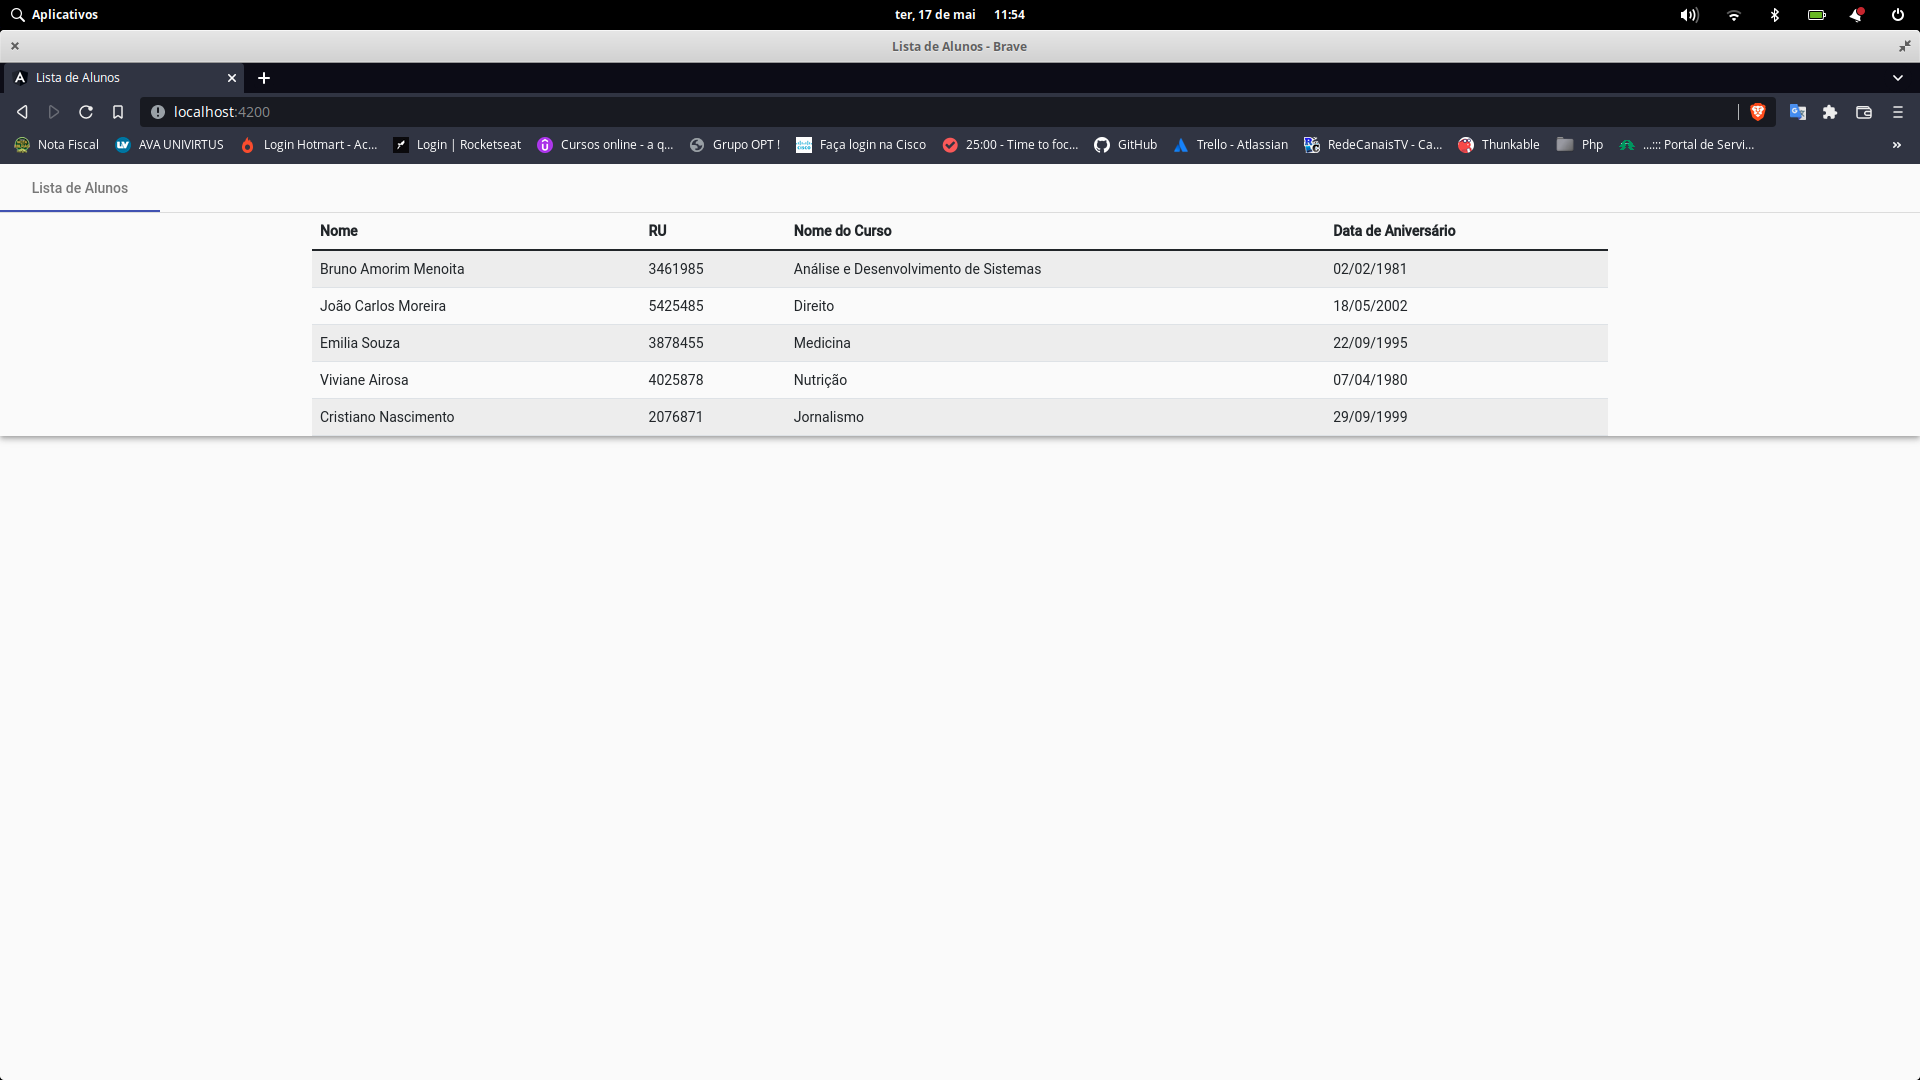 Aplicativos ter, 17 de mai 11:54
Lista de Alunos - Brave
Lista de Alunos
localhost:4200
Nota Fiscal AVA UNIVIRTUS Login Hotmart - Ac... Login | Rocketseat Cursos online - a q... Grupo OPT ! Faça login na Cisco 25:00 - Time to foc... GitHub Trello - Atlassian RedeCanaisTV - Ca... Thunkable Php ...::: Portal de Servi... »
Lista de Alunos
Nome RU Nome do Curso Data de Aniversário
Bruno Amorim Menoita 3461985 Análise e Desenvolvimento de Sistemas 02/02/1981
João Carlos Moreira 5425485 Direito 18/05/2002
Emilia Souza 3878455 Medicina 22/09/1995
Viviane Airosa 4025878 Nutrição 07/04/1980
Cristiano Nascimento 2076871 Jornalismo 29/09/1999